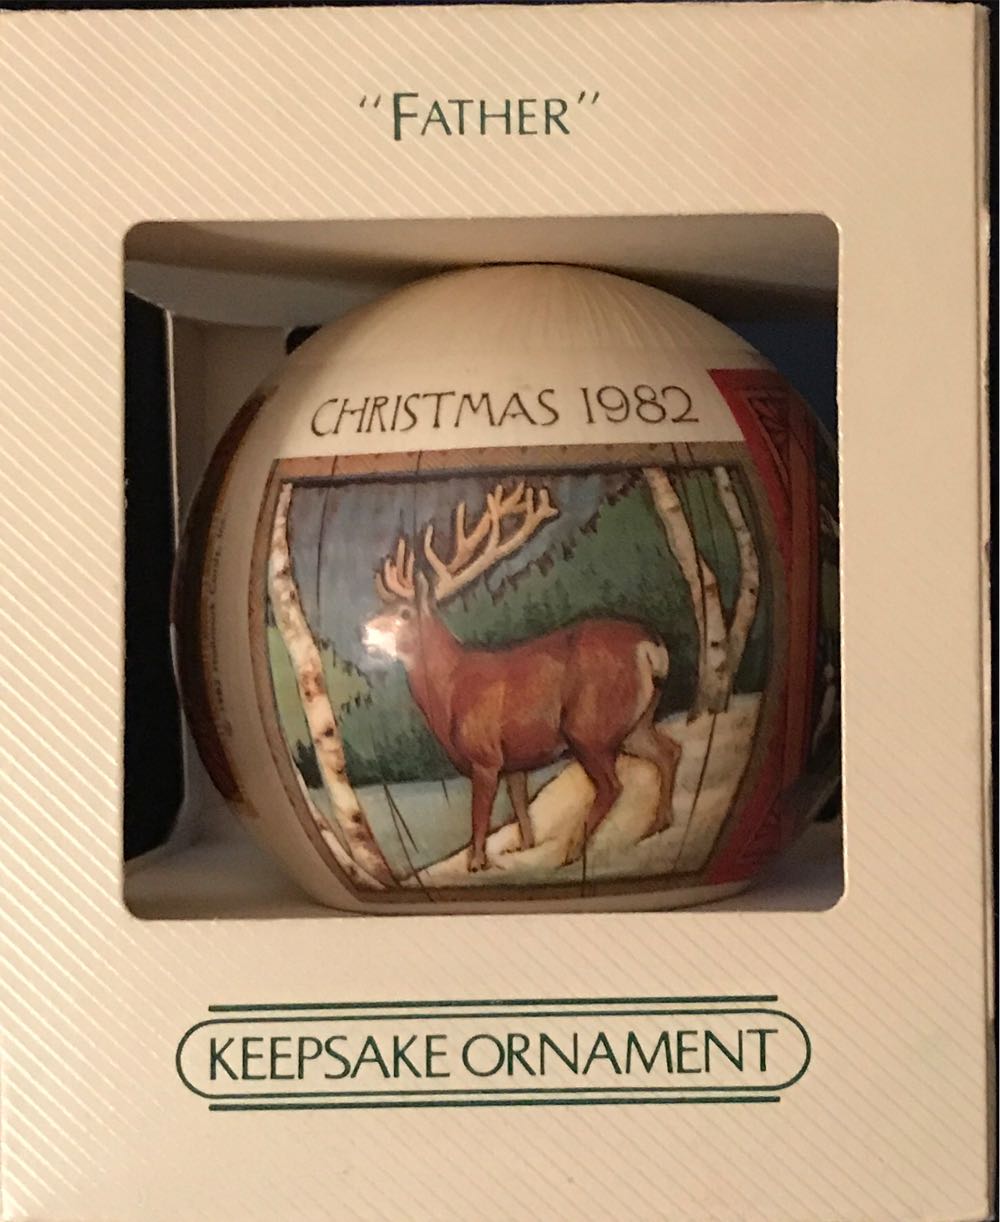 “FATHER”
CHRISTMAS 1982
KEEPSAKE ORNAMENT